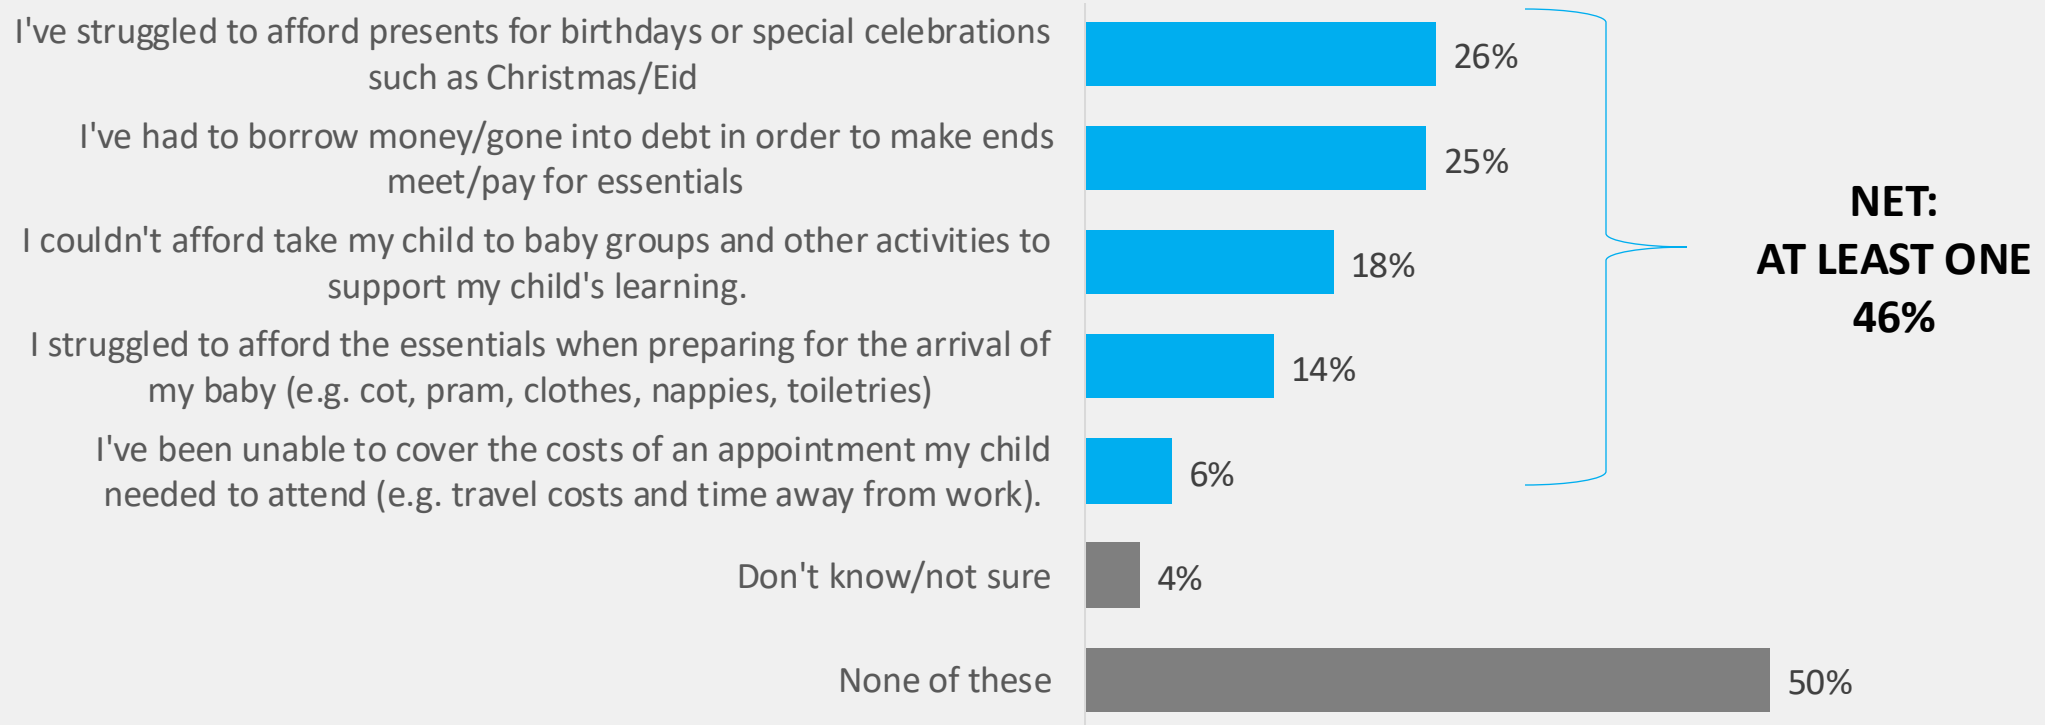 I've struggled to afford presents for birthdays or special celebrations
such as Christmas/Eid
26%
I've had to borrow money/gone into debt in order to make ends
meet/pay for essentials
25%
I couldn't afford take my child to baby groups and other activities to
support my child's learning.
18%
I struggled to afford the essentials when preparing for the arrival of
my baby (e.g. cot, pram, clothes, nappies, toiletries)
14%
I've been unable to cover the costs of an appointment my child
needed to attend (e.g. travel costs and time away from work).
6%
Don't know/not sure
4%
None of these
50%
NET:
AT LEAST ONE
46%